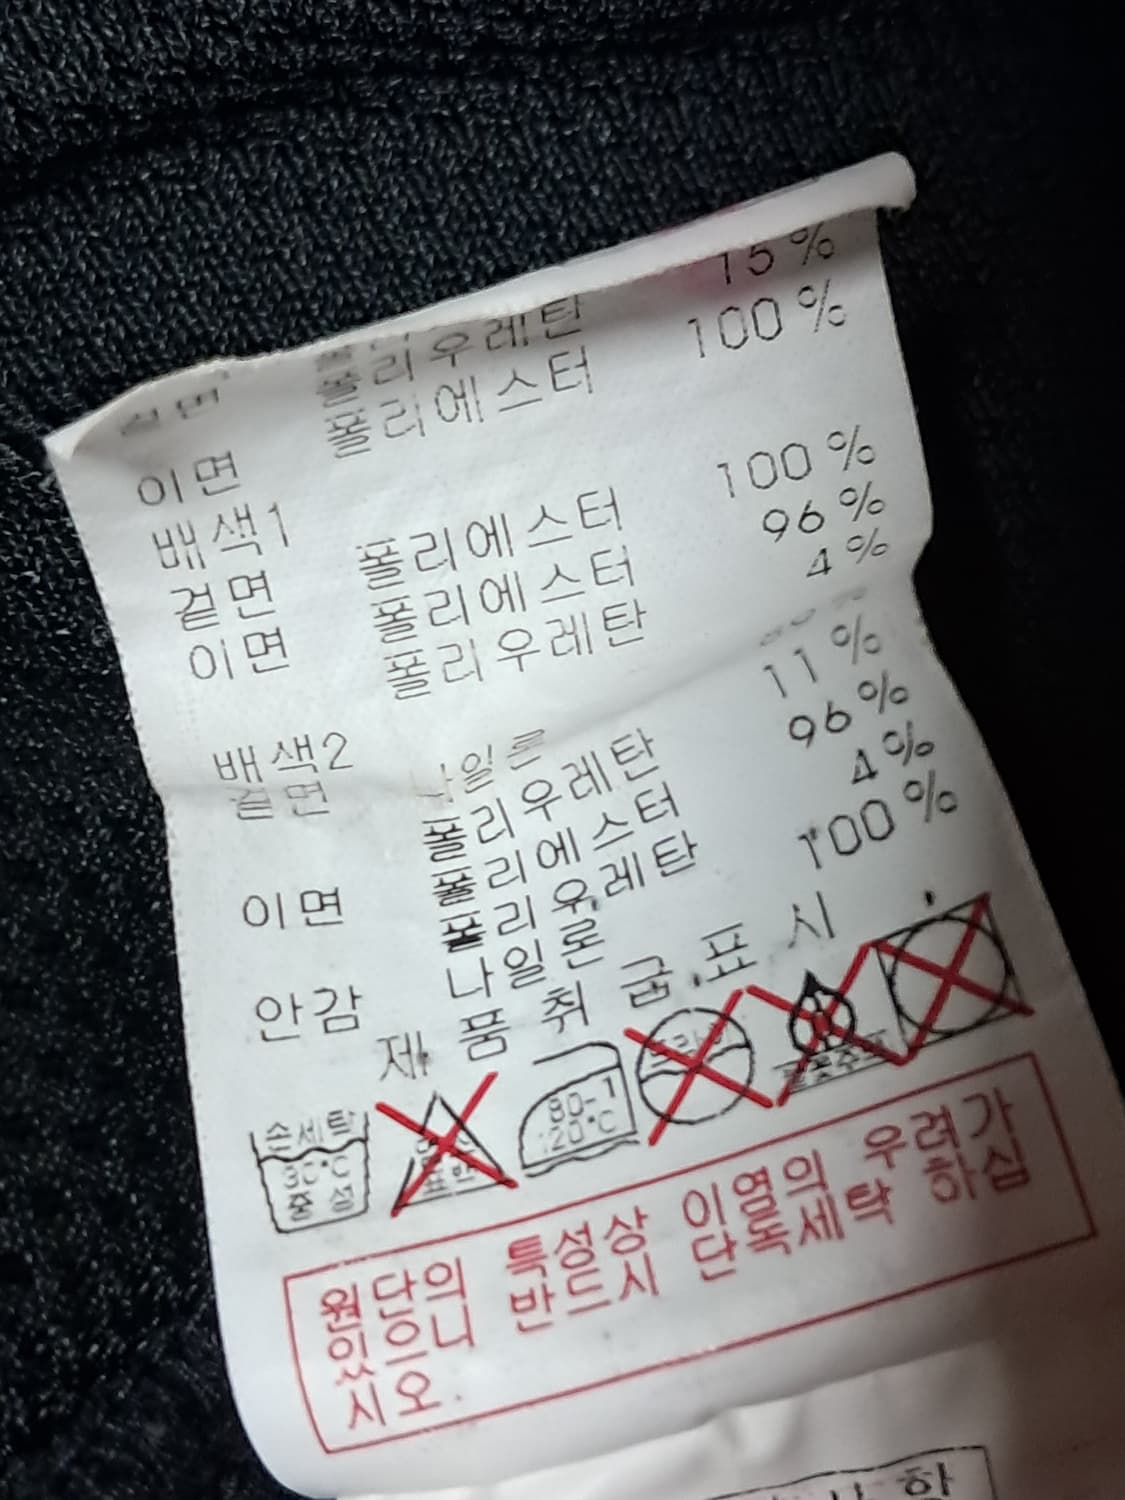 폴리우레탄 15%
이면 폴리에스터 100%
배색1
겉면 폴리에스터 100%
이면 폴리에스터 96%
폴리우레탄 4%
배색2
겉면 나일론
폴리우레탄 11%
이면 폴리에스터 96%
폴리우레탄 4%
안감 나일론 100%
제품취급표시
손세탁
30°C
중성
80-1
120°C
드라이
원단의 특성상 이염의 우려가
있으니 반드시 단독세탁 하십
시오.